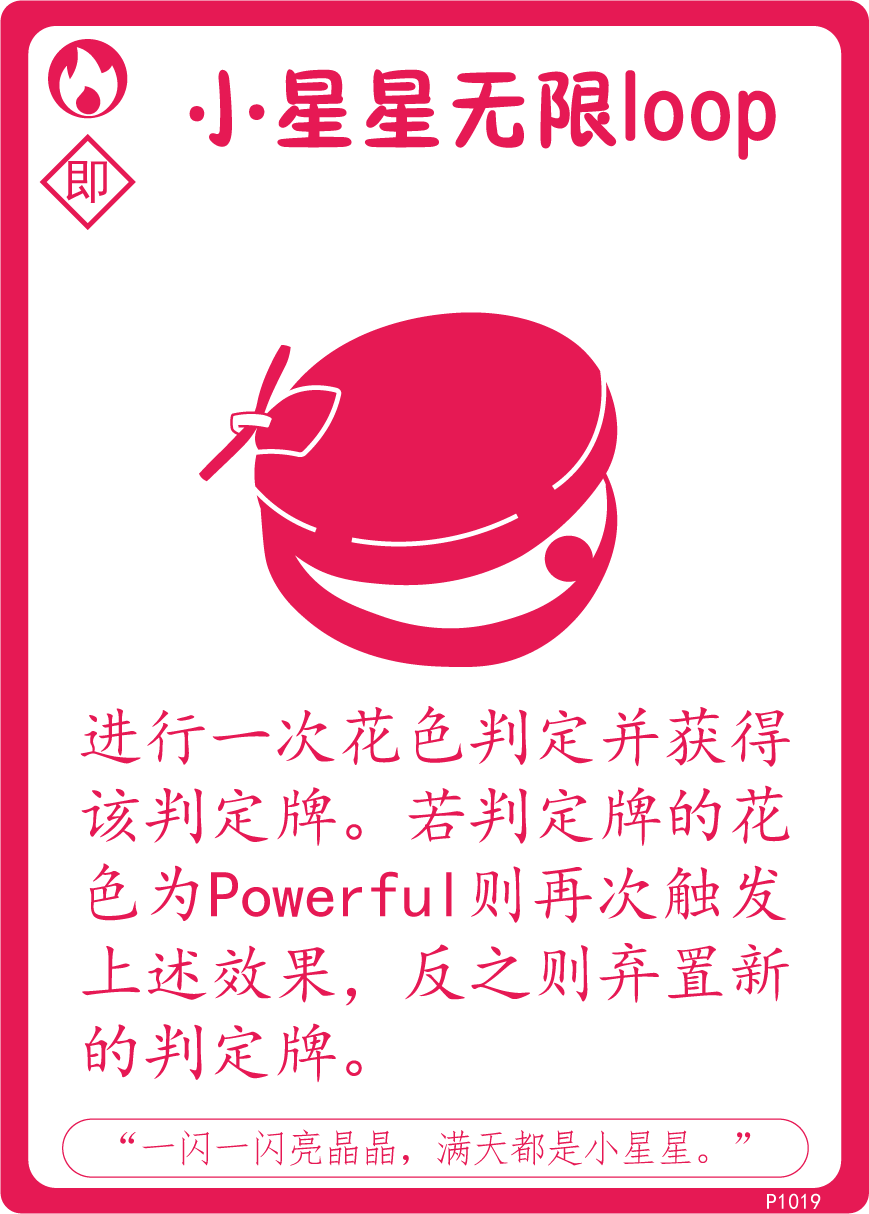 小星星无限loop
即
进行一次花色判定并获得
该判定牌。若判定牌的花
色为Powerful则再次触发
上述效果，反之则弃置新
的判定牌。
“一闪一闪亮晶晶，满天都是小星星。”
P1019